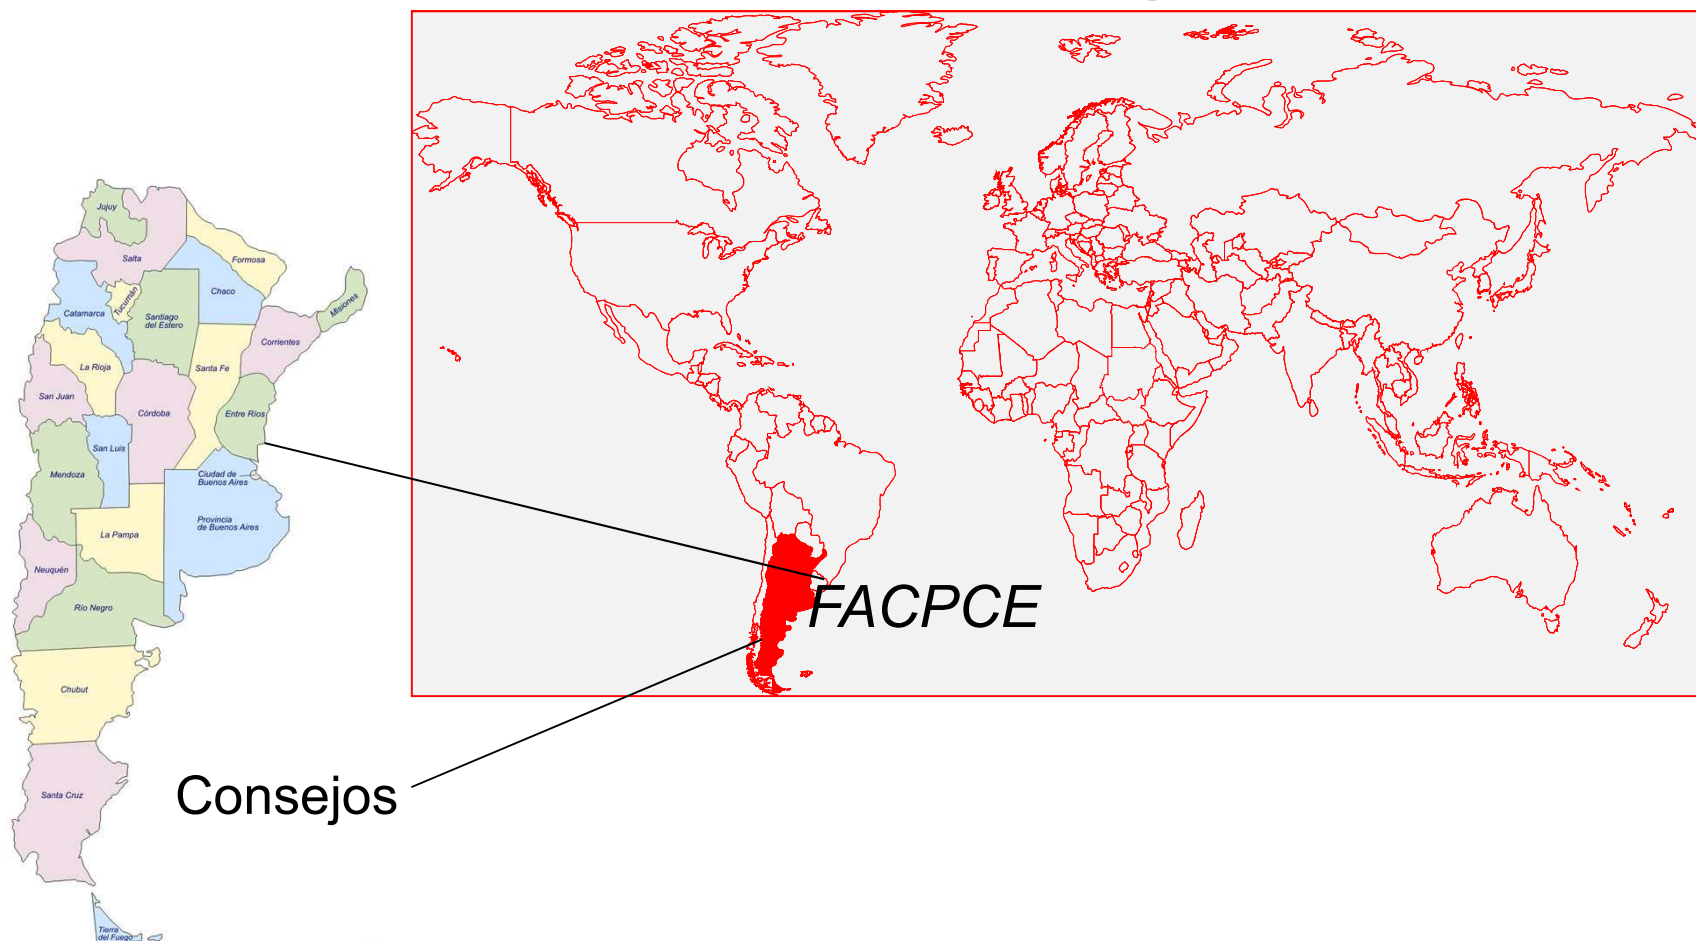 Jujuy
Salta
Formosa
Chaco
Tucumán
Misiones
Catamarca
Santiago
del Estero
Corrientes
La Rioja
Santa Fe
San Juan
Córdoba
Entre Ríos
San Luis
Mendoza
Ciudad de
Buenos Aires
Provincia
de Buenos Aires
La Pampa
Neuquén
Río Negro
FACPCE
Chubut
Santa Cruz
Consejos
Tierra
del Fuego